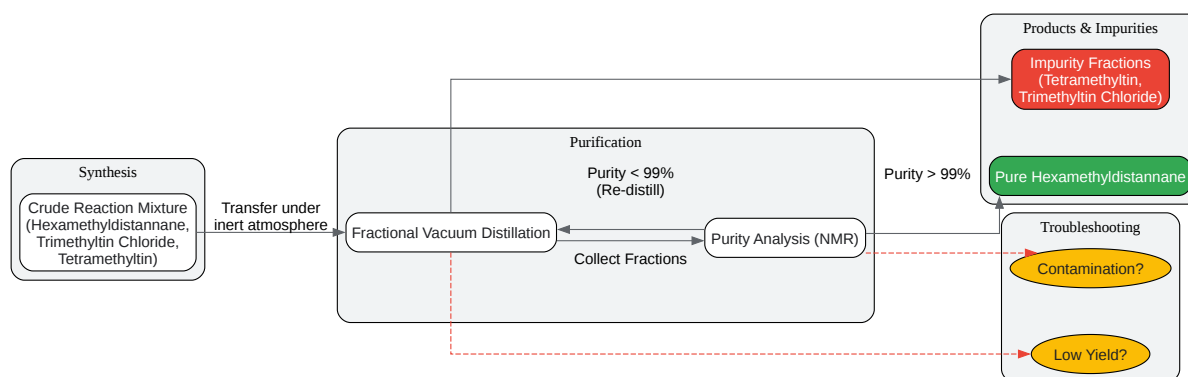 Products & Impurities
Impurity Fractions
(Tetramethyltin,
Trimethyltin Chloride)
Purification
Synthesis
Purity < 99%
(Re-distill)
Purity > 99%
Pure Hexamethyldistannane
Crude Reaction Mixture
(Hexamethyldistannane,
Trimethyltin Chloride,
Tetramethyltin)
Transfer under
inert atmosphere
Fractional Vacuum Distillation
Purity Analysis (NMR)
Collect Fractions
Troubleshooting
Contamination?
Low Yield?